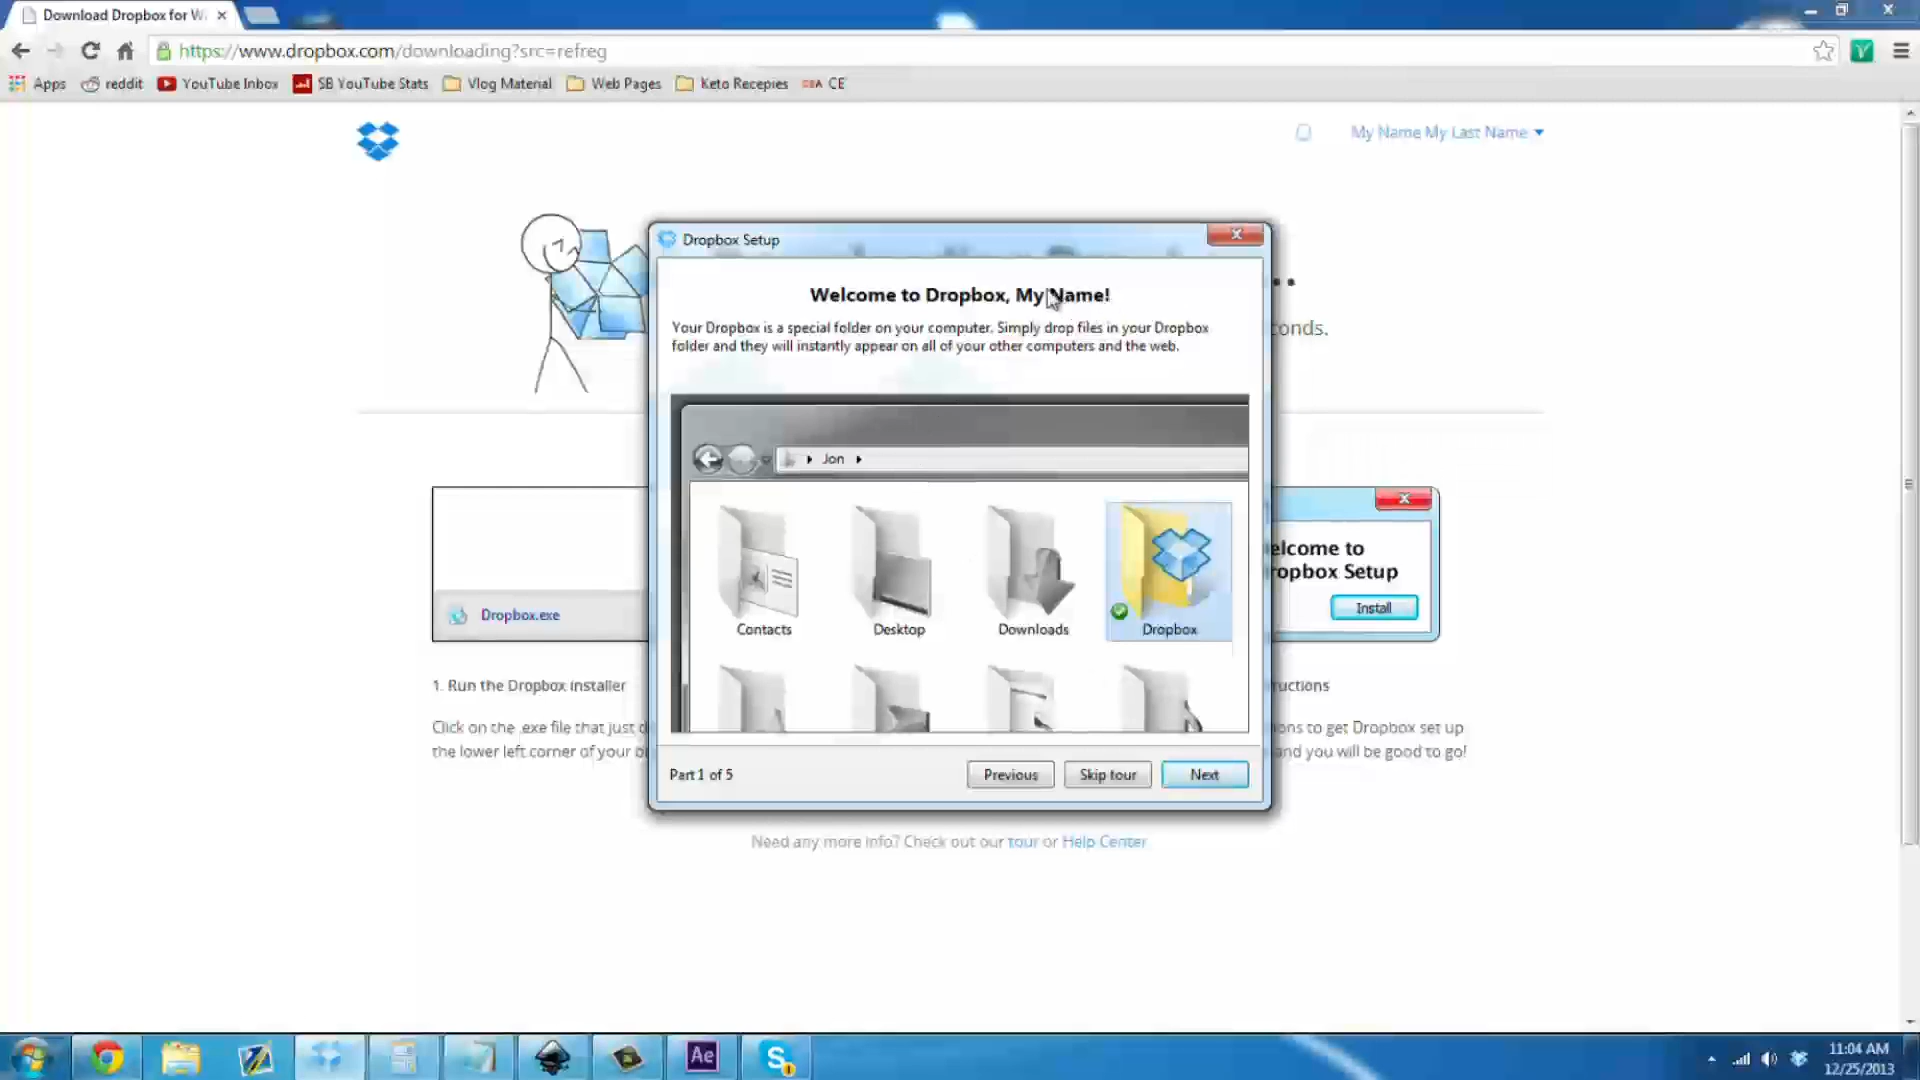 Download Dropbox for Wi
https://www.dropbox.com/downloading?src=refreg
Apps reddit YouTube Inbox SB YouTube Stats Vlog Material Web Pages Keto Recepies CE
My Name My Last Name
Dropbox Setup
Welcome to Dropbox, My Name!
...
Your Dropbox is a special folder on your computer. Simply drop files in your Dropbox
folder and they will instantly appear on all of your other computers and the web.
conds.
Jon
Contacts Desktop Downloads Dropbox
elcome to
ropbox Setup
Install
Dropbox.exe
1. Run the Dropbox installer
ructions
Click on the .exe file that just d
the lower left corner of your b
ons to get Dropbox set up
and you will be good to go!
Part 1 of 5
Previous Skip tour Next
Need any more info? Check out our tour or Help Center
Ae
11:04 AM
12/25/2013